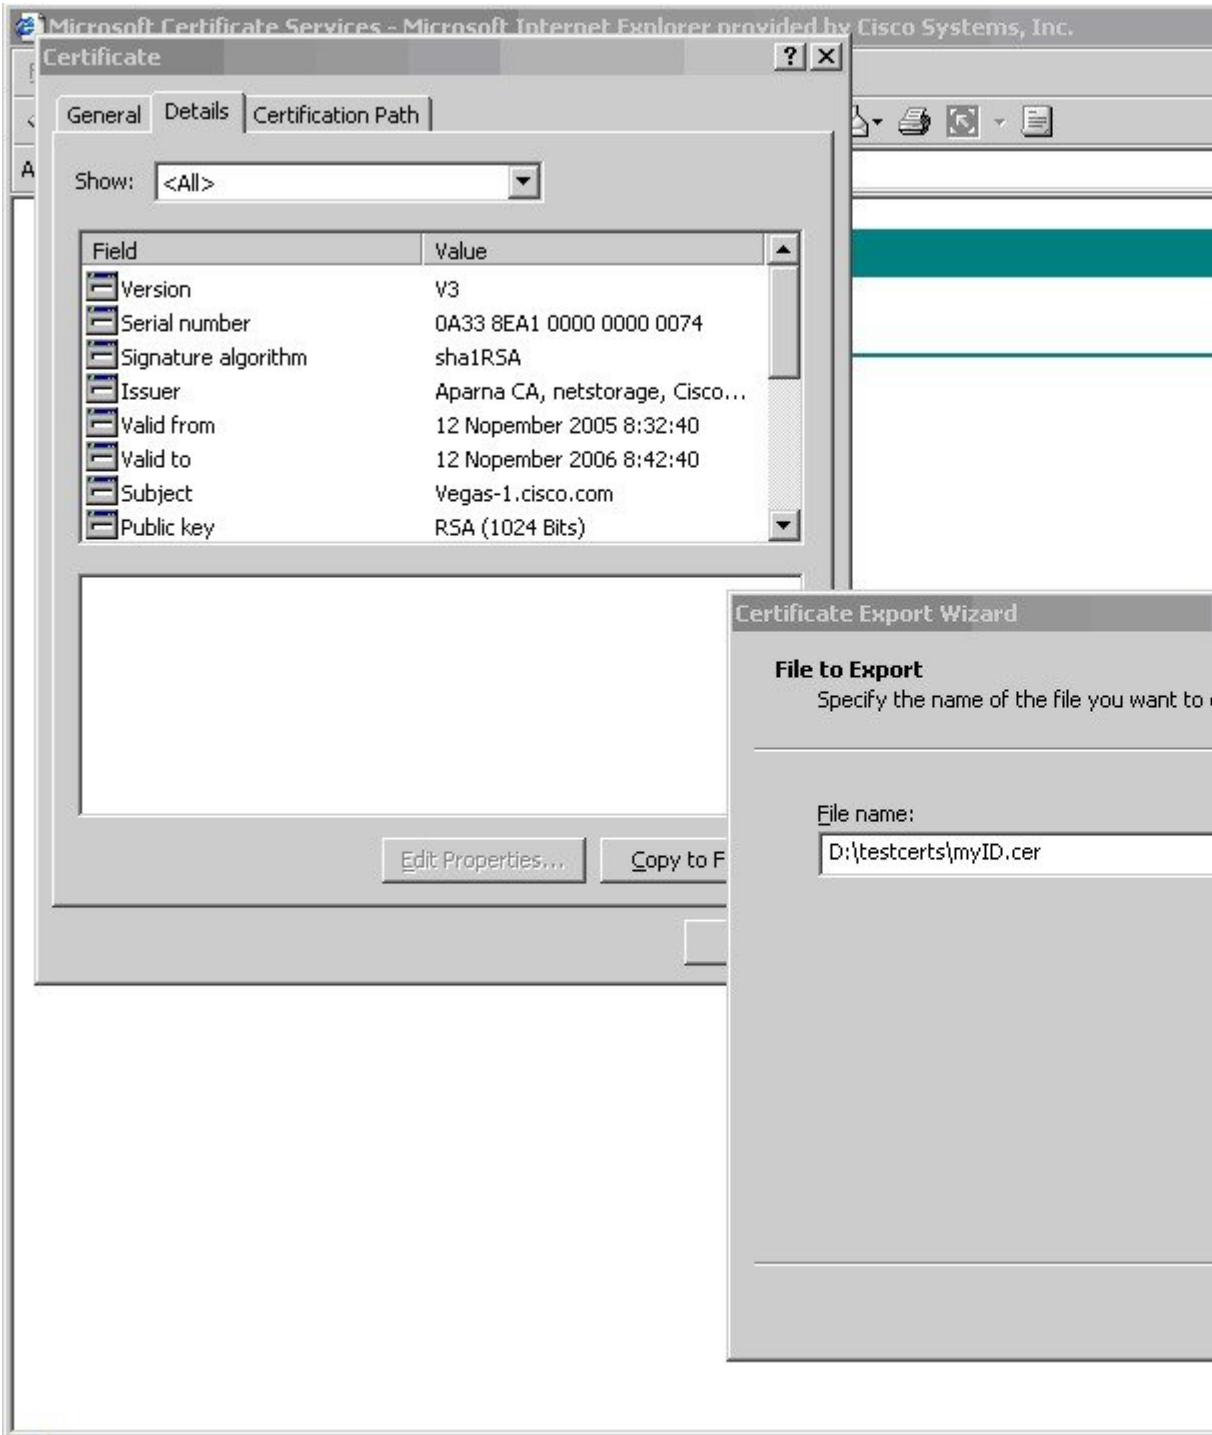 Microsoft Certificate Services - Microsoft Internet Explorer provided by Cisco Systems, Inc.
Certificate
General Details Certification Path
A
Show: <All>
Field Value
Version V3
Serial number 0A33 8EA1 0000 0000 0074
Signature algorithm sha1RSA
Issuer Aparna CA, netstorage, Cisco...
Valid from 12 Nopember 2005 8:32:40
Valid to 12 Nopember 2006 8:42:40
Subject Vegas-1.cisco.com
Public key RSA (1024 Bits)
Edit Properties... Copy to F
Certificate Export Wizard
File to Export
Specify the name of the file you want to
File name:
D:\testcerts\myID.cer